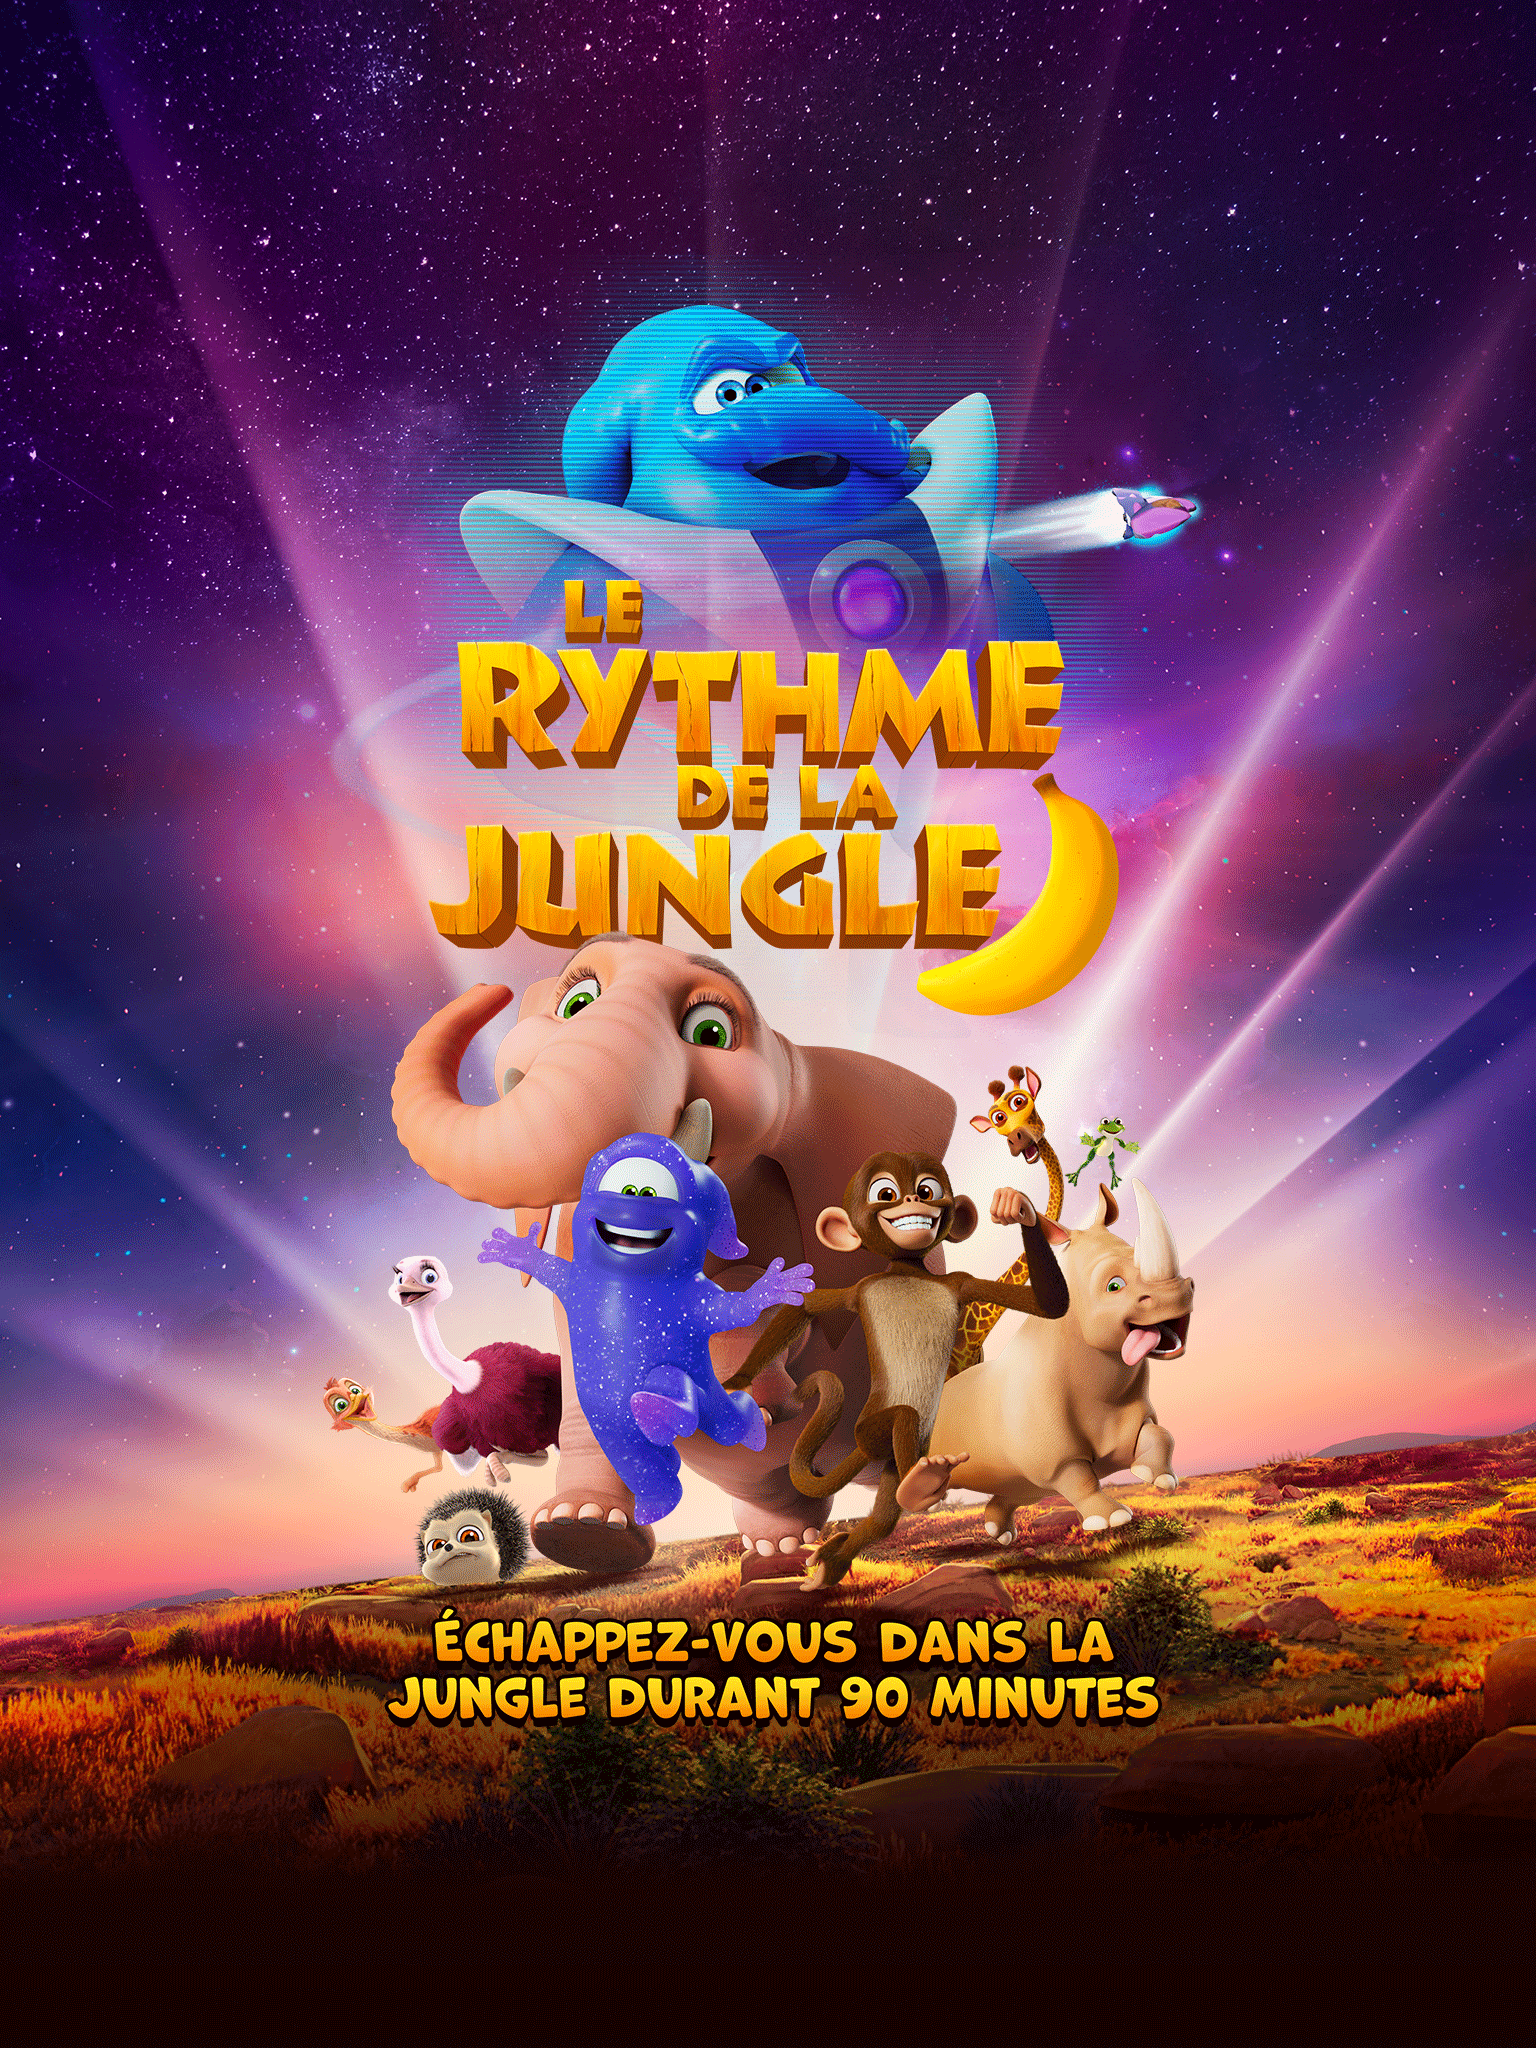 LE
RYTHME
DE LA
JUNGLE
ÉCHAPPEZ-VOUS DANS LA
JUNGLE DURANT 90 MINUTES